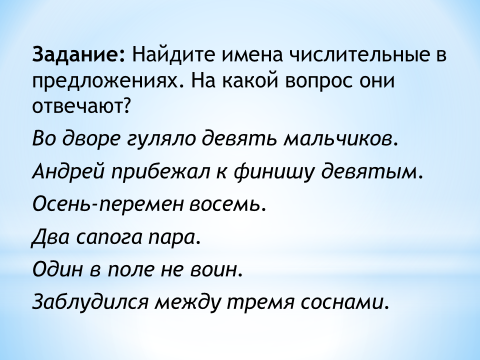 Задание: Найдите имена числительные в
предложениях. На какой вопрос они
отвечают?
Во дворе гуляло девять мальчиков.
Андрей прибежал к финишу девятым.
Осень-перемен восемь.
Два сапога пара.
Один в поле не воин.
Заблудился между тремя соснами.